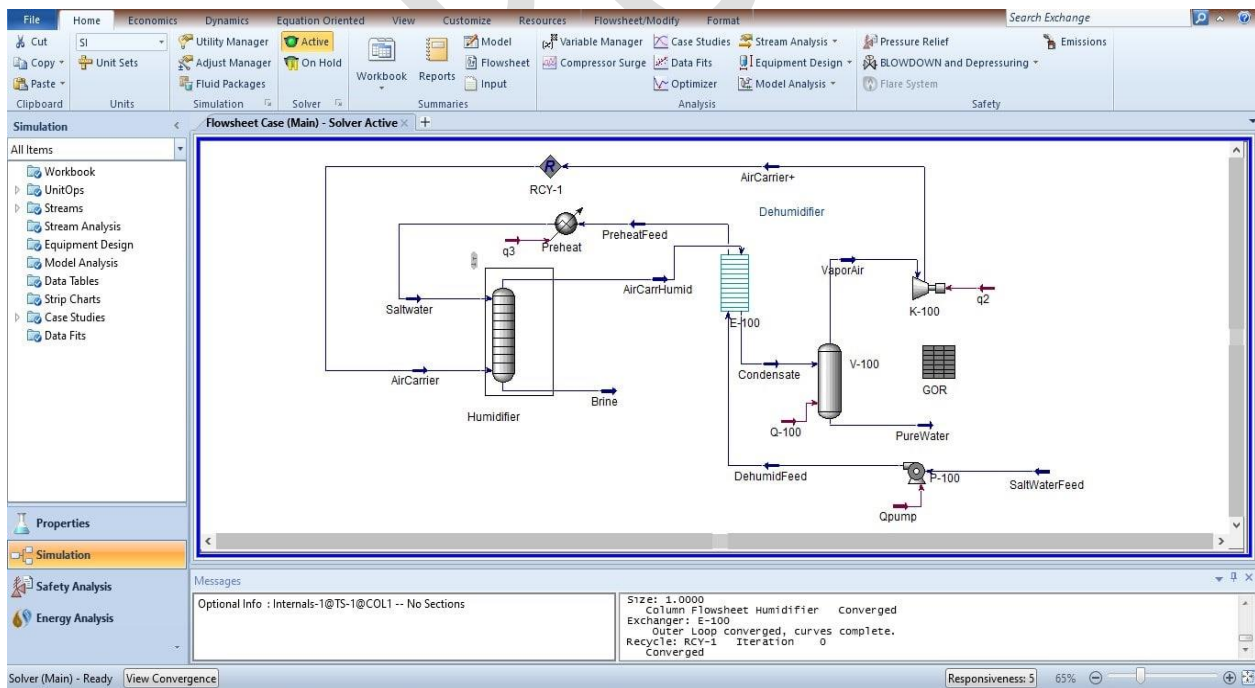 File Home Economics Dynamics Equation Oriented View Customize Resources Flowsheet/Modify Format Search Exchange
Cut SI Utility Manager Active Model Variable Manager Case Studies Stream Analysis Pressure Relief Emissions
Copy Unit Sets Adjust Manager On Hold Workbook Reports Flowsheet Compressor Surge Data Fits Equipment Design BLOWDOWN and Depressuring
Paste Fluid Packages Input Optimizer Model Analysis Flare System
Clipboard Units Simulation Solver Summaries Analysis Safety
Simulation < Flowsheet Case (Main) - Solver Active × +
All Items
Workbook
UnitOps
Streams
Stream Analysis
Equipment Design
Model Analysis
Data Tables
Strip Charts
Case Studies
Data Fits
R
RCY-1
AirCarrier+
Dehumidifier
PreheatFeed
q3
Preheat
VaporAir
AirCarrHumid
q2
K-100
Saltwater
E-100
Condensate
V-100
GOR
AirCarrier
Brine
Humidifier
Q-100
PureWater
DehumidFeed
P-100
SaltWaterFeed
Qpump
Properties
Simulation
Safety Analysis
Energy Analysis
Messages
Optional Info : Internals-1@TS-1@COL1 -- No Sections
Size: 1.0000
Column Flowsheet Humidifier Converged
Exchanger: E-100
Outer Loop converged, curves complete.
Recycle: RCY-1 Iteration 0
Converged
Solver (Main) - Ready View Convergence Responsiveness: 5 65%